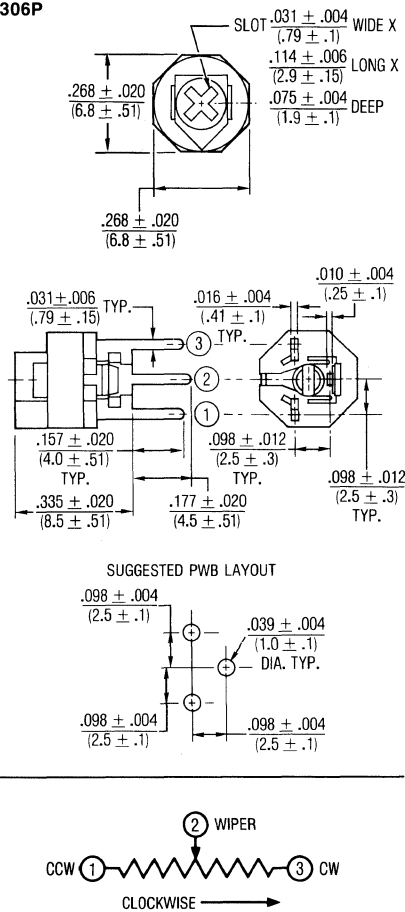 306P
SLOT .031 ± .004 WIDE X
(.79 ± .1)
.114 ± .006 LONG X
(2.9 ± .15)
.075 ± .004 DEEP
(1.9 ± .1)
.268 ± .020
(6.8 ± .51)
.268 ± .020
(6.8 ± .51)
.010 ± .004
(.25 ± .1)
.031±.006 TYP.
(.79 ± .15)
.016 ± .004
(.41 ± .1)
TYP.
3
2
1
.157 ± .020
(4.0 ± .51)
TYP.
.098 ± .012
(2.5 ± .3)
.098 ± .012
(2.5 ± .3)
TYP.
.335 ± .020
(8.5 ± .51)
.177 ± .020
(4.5 ± .51)
SUGGESTED PWB LAYOUT
.098 ± .004
(2.5 ± .1)
.039 ± .004
(1.0 ± .1)
DIA. TYP.
.098 ± .004
(2.5 ± .1)
.098 ± .004
(2.5 ± .1)
2 WIPER
CCW 1 3 CW
CLOCKWISE